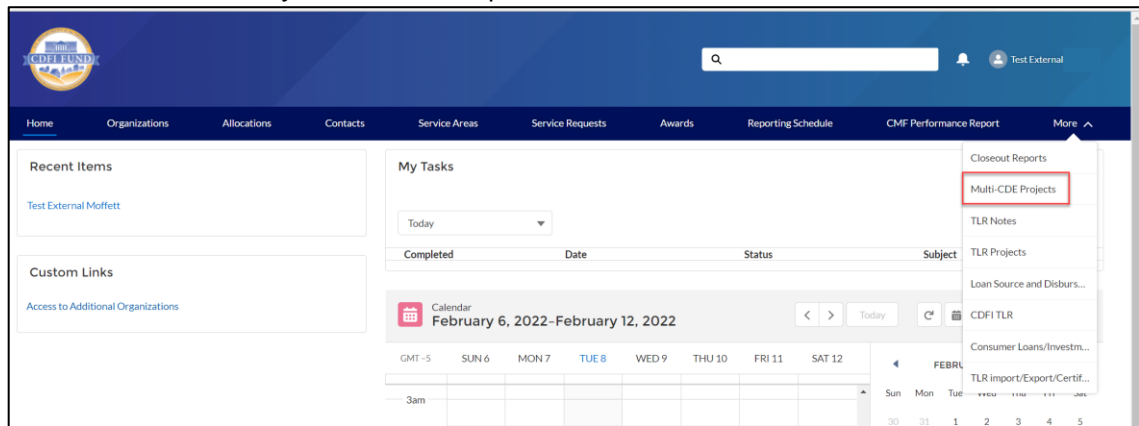 CDFI FUND
Test External
Home Organizations Allocations Contacts Service Areas Service Requests Awards Reporting Schedule CMF Performance Report More
Recent Items
Test External Moffett
Custom Links
Access to Additional Organizations
My Tasks
Today
Completed Date Status Subject
Closeout Reports
Multi-CDE Projects
TLR Notes
TLR Projects
Loan Source and Disburs...
CDFI TLR
Consumer Loans/Investm...
TLR import/Export/Certif...
Calendar
February 6, 2022–February 12, 2022
Today
GMT -5 SUN 6 MON 7 TUE 8 WED 9 THU 10 FRI 11 SAT 12
3am
FEBRU
Sun Mon Tue Wed Thu Fri Sat
30 31 1 2 3 4 5